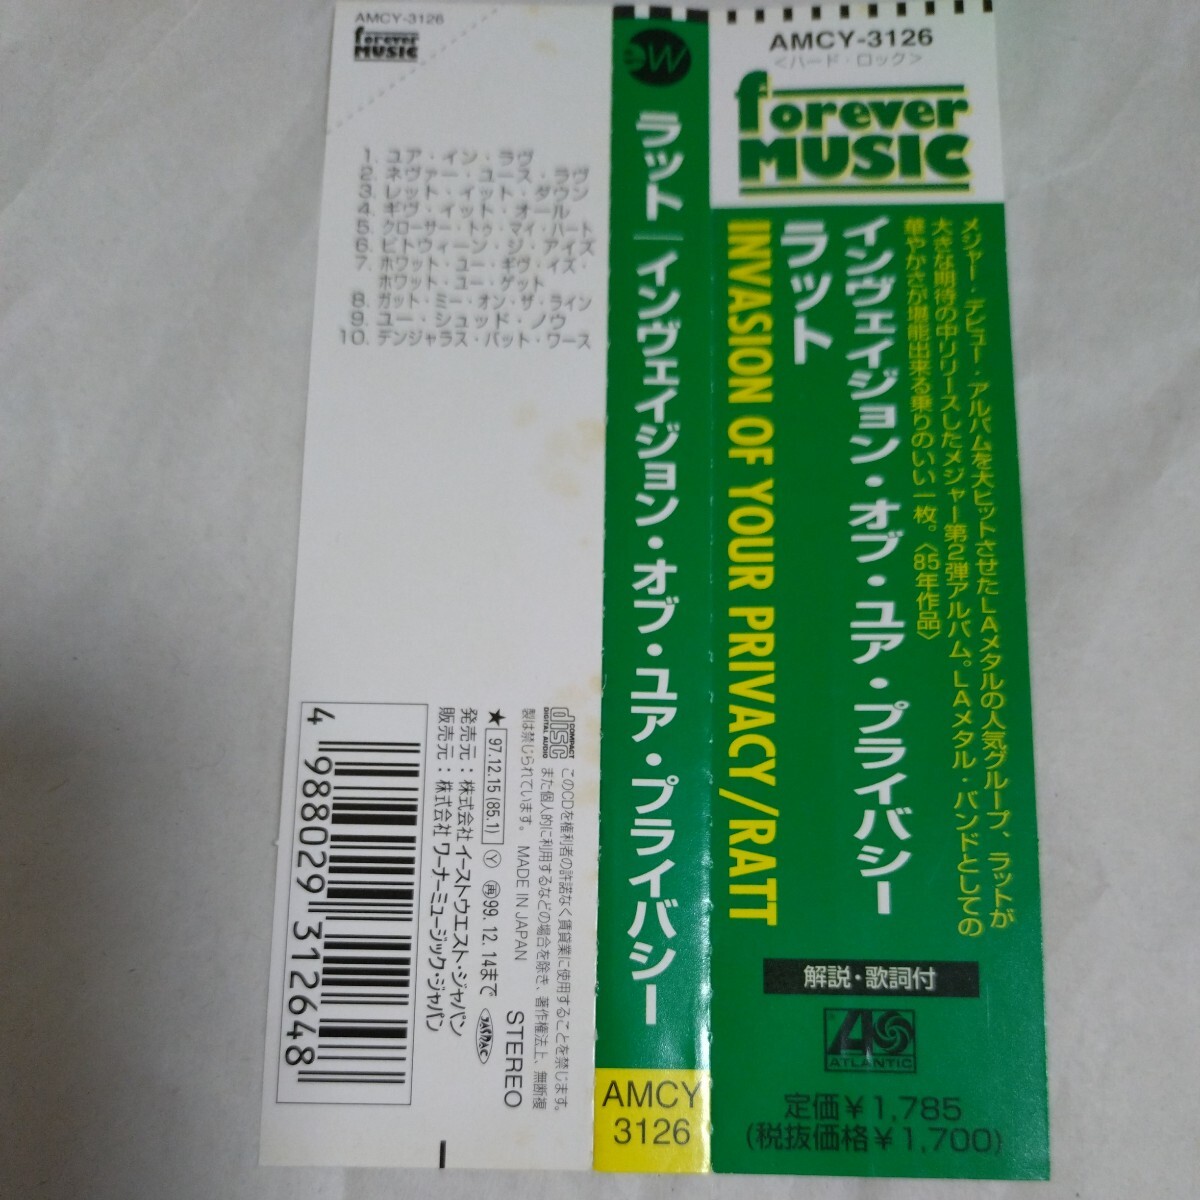 AMCY-3126
forever
MUSIC
1. ユア・イン・ラヴ
2. ネヴァー・ユース・ラヴ
3. レット・イット・ダウン
4. ギヴ・イット・オール
5. クローサー・トゥ・マイ・ハート
6. ビトウィーン・ジ・アイズ
7. ホワット・ユー・ギヴ・イズ・
ホワット・ユー・ゲット
8. ガット・ミー・オン・ザ・ライン
9. ユー・シュッド・ノウ
10. デンジャラス・バット・ワース
COMPACT
disc
DIGITAL AUDIO
このCDを権利者の許諾なく賃貸業に使用することを禁じます。
また個人的に利用するなどの場合を除き、著作権法上、無断複
製は禁じられています。 MADE IN JAPAN
STEREO
★ 97.12.15 (85.1) Ⓨ ㊢99.12.14まで
JASRAC
発売元：株式会社イーストウエスト・ジャパン
販売元：株式会社ワーナーミュージック・ジャパン
4 988029 312648
ew
ラット／インヴェイジョン・オブ・ユア・プライバシー
AMCY
3126
AMCY-3126
〈ハード・ロック〉
forever
MUSIC
メジャー・デビュー・アルバムを大ヒットさせたLAメタルの人気グループ、ラットが
大きな期待の中リリースしたメジャー第2弾アルバム。LAメタル・バンドとしての
華やかさが堪能出来る乗りのいい一枚。〈85年作品〉
インヴェイジョン・オブ・ユア・プライバシー
ラット
INVASION OF YOUR PRIVACY/RATT
解説・歌詞付
ATLANTIC
定価￥1,785
(税抜価格￥1,700)